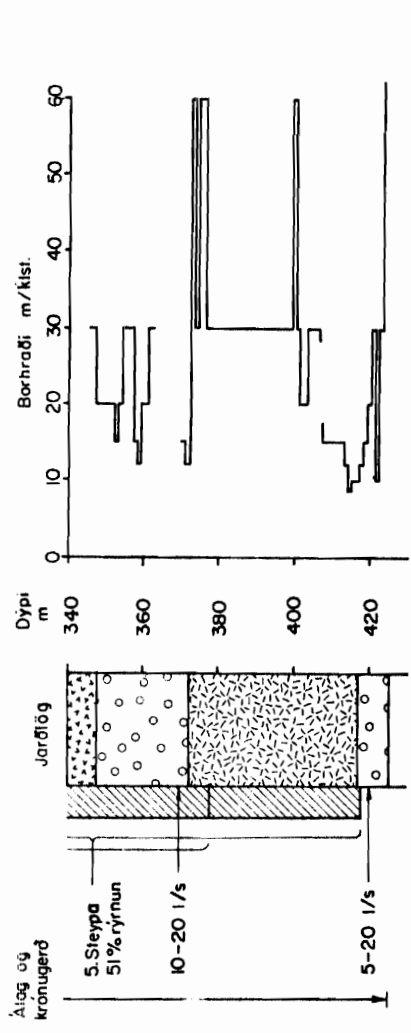 Borhraði m/klst.
0
10
20
30
40
50
60
Dýpi
m
340
360
380
400
420
Jarðlög
Álag og
krónugerð
5. Steypa
51% rýrnun
10-20 l/s
5-20 l/s